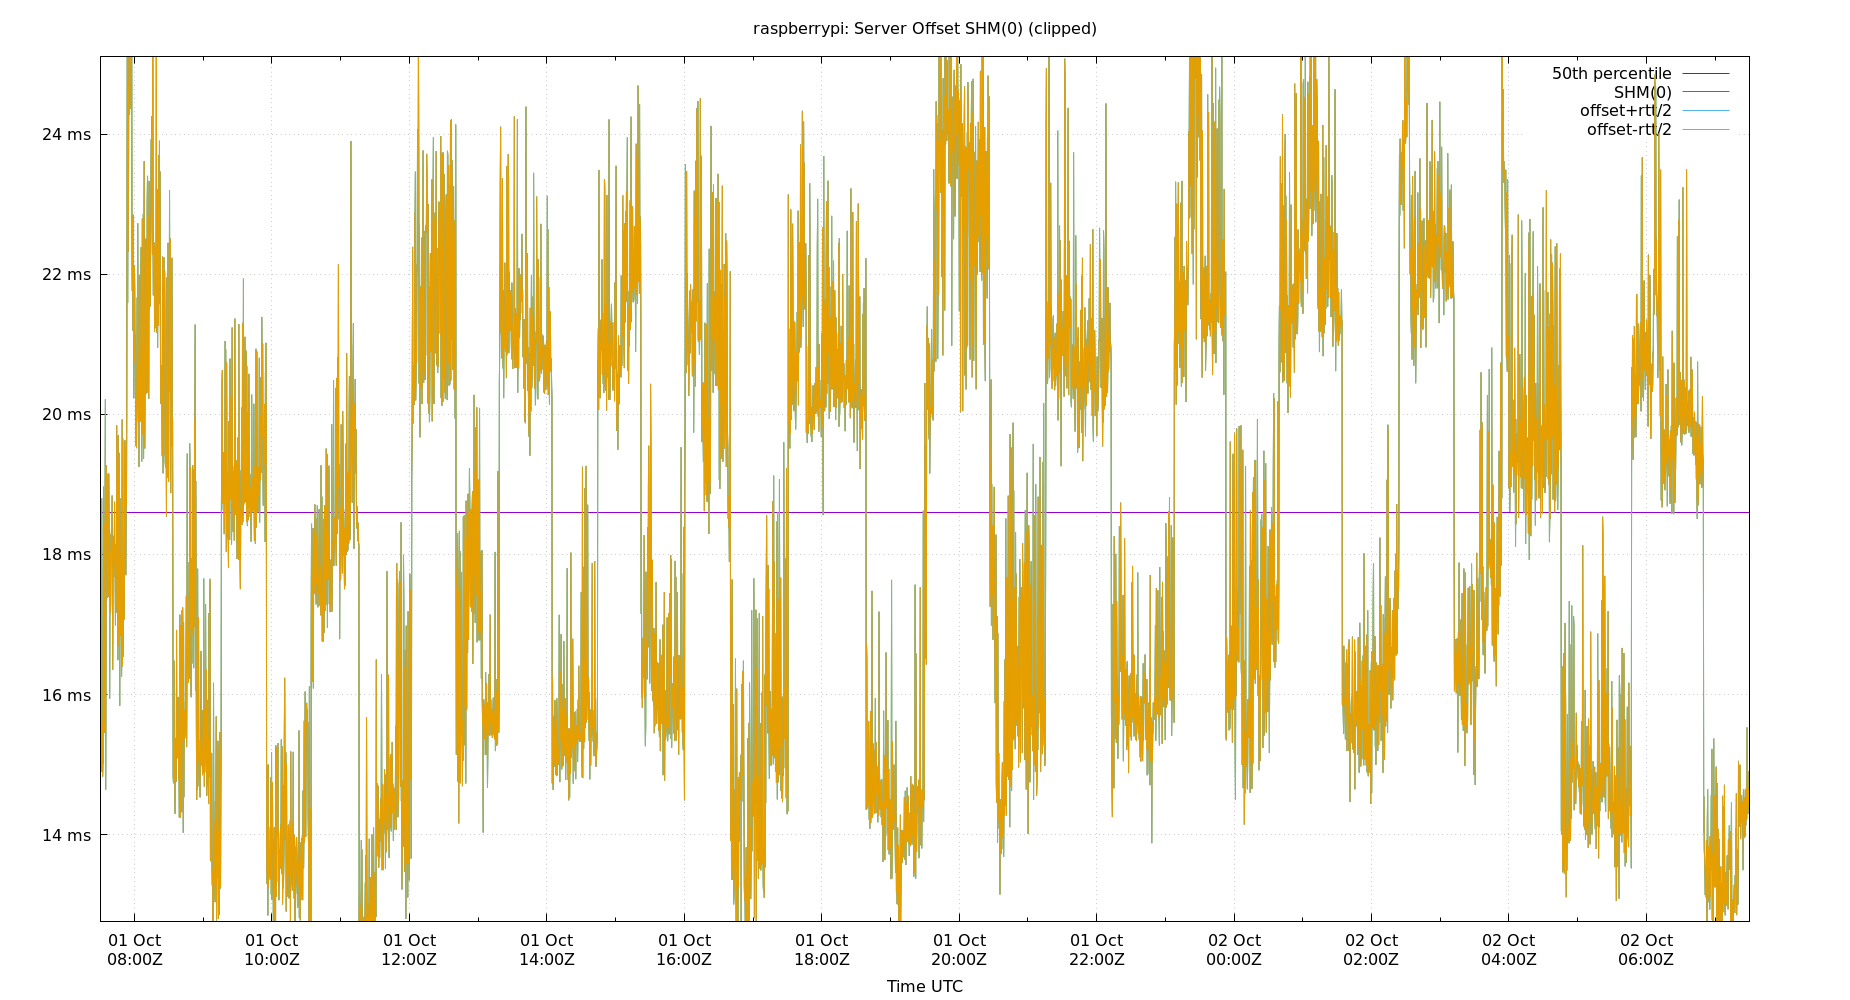 raspberrypi: Server Offset SHM(0) (clipped)
50th percentile
SHM(0)
offset+rtt/2
offset-rtt/2
24 ms
22 ms
20 ms
18 ms
16 ms
14 ms
01 Oct 01 Oct 01 Oct 01 Oct 01 Oct 01 Oct 01 Oct 01 Oct 02 Oct 02 Oct 02 Oct 02 Oct
08:00Z 10:00Z 12:00Z 14:00Z 16:00Z 18:00Z 20:00Z 22:00Z 00:00Z 02:00Z 04:00Z 06:00Z
Time UTC